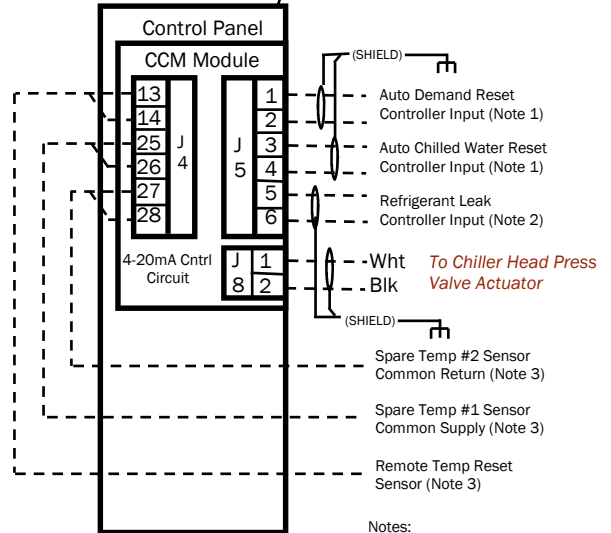 Control Panel
CCM Module
(SHIELD)
13
14
25
26
27
28
J
4
J
5
1
2
3
4
5
6
Auto Demand Reset
Controller Input (Note 1)
Auto Chilled Water Reset
Controller Input (Note 1)
Refrigerant Leak
Controller Input (Note 2)
4-20mA Cntrl
Circuit
J 1
8 2
Wht
Blk
To Chiller Head Press
Valve Actuator
(SHIELD)
Spare Temp #2 Sensor
Common Return (Note 3)
Spare Temp #1 Sensor
Common Supply (Note 3)
Remote Temp Reset
Sensor (Note 3)
Notes: